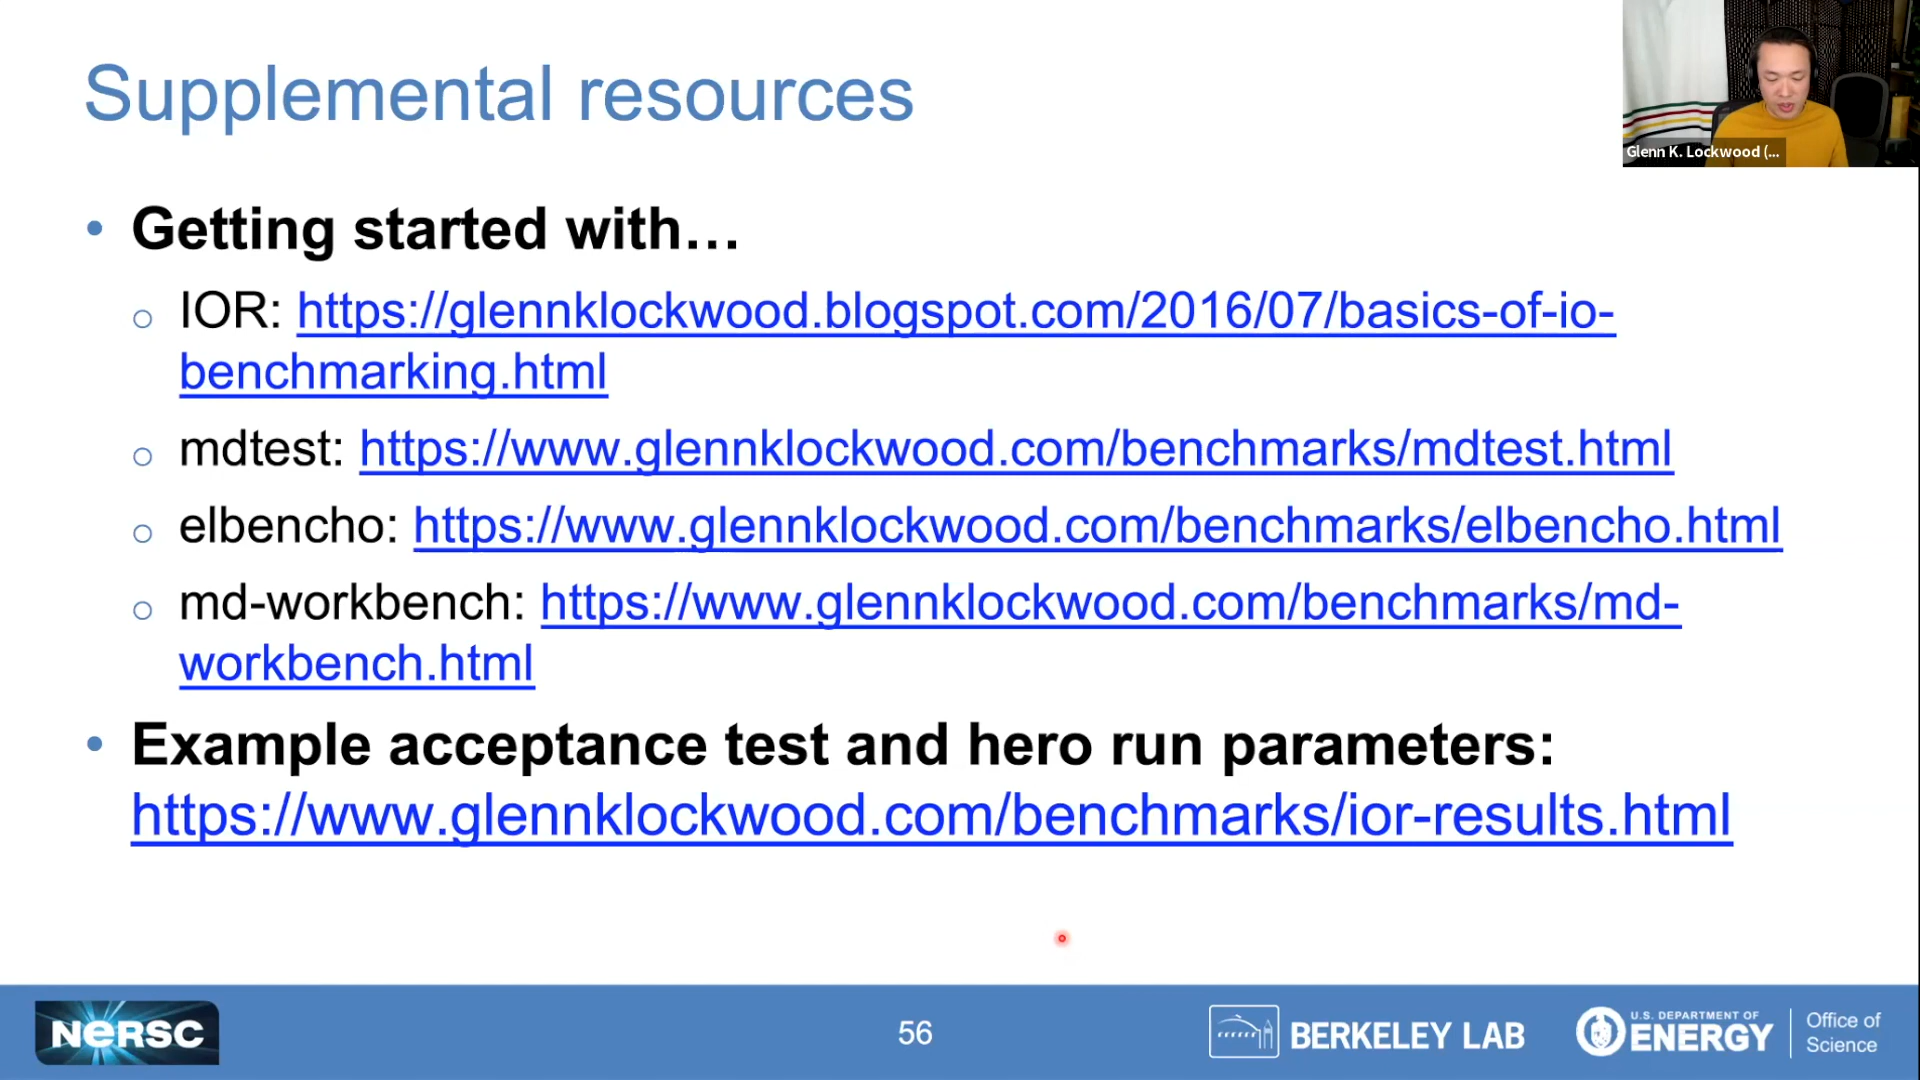 Supplemental resources
Glenn K. Lockwood (...
• Getting started with…
o IOR: https://glennklockwood.blogspot.com/2016/07/basics-of-io-
benchmarking.html
o mdtest: https://www.glennklockwood.com/benchmarks/mdtest.html
o elbencho: https://www.glennklockwood.com/benchmarks/elbencho.html
o md-workbench: https://www.glennklockwood.com/benchmarks/md-
workbench.html
• Example acceptance test and hero run parameters:
https://www.glennklockwood.com/benchmarks/ior-results.html
NERSC
56
BERKELEY LAB
U.S. DEPARTMENT OF
ENERGY
Office of
Science